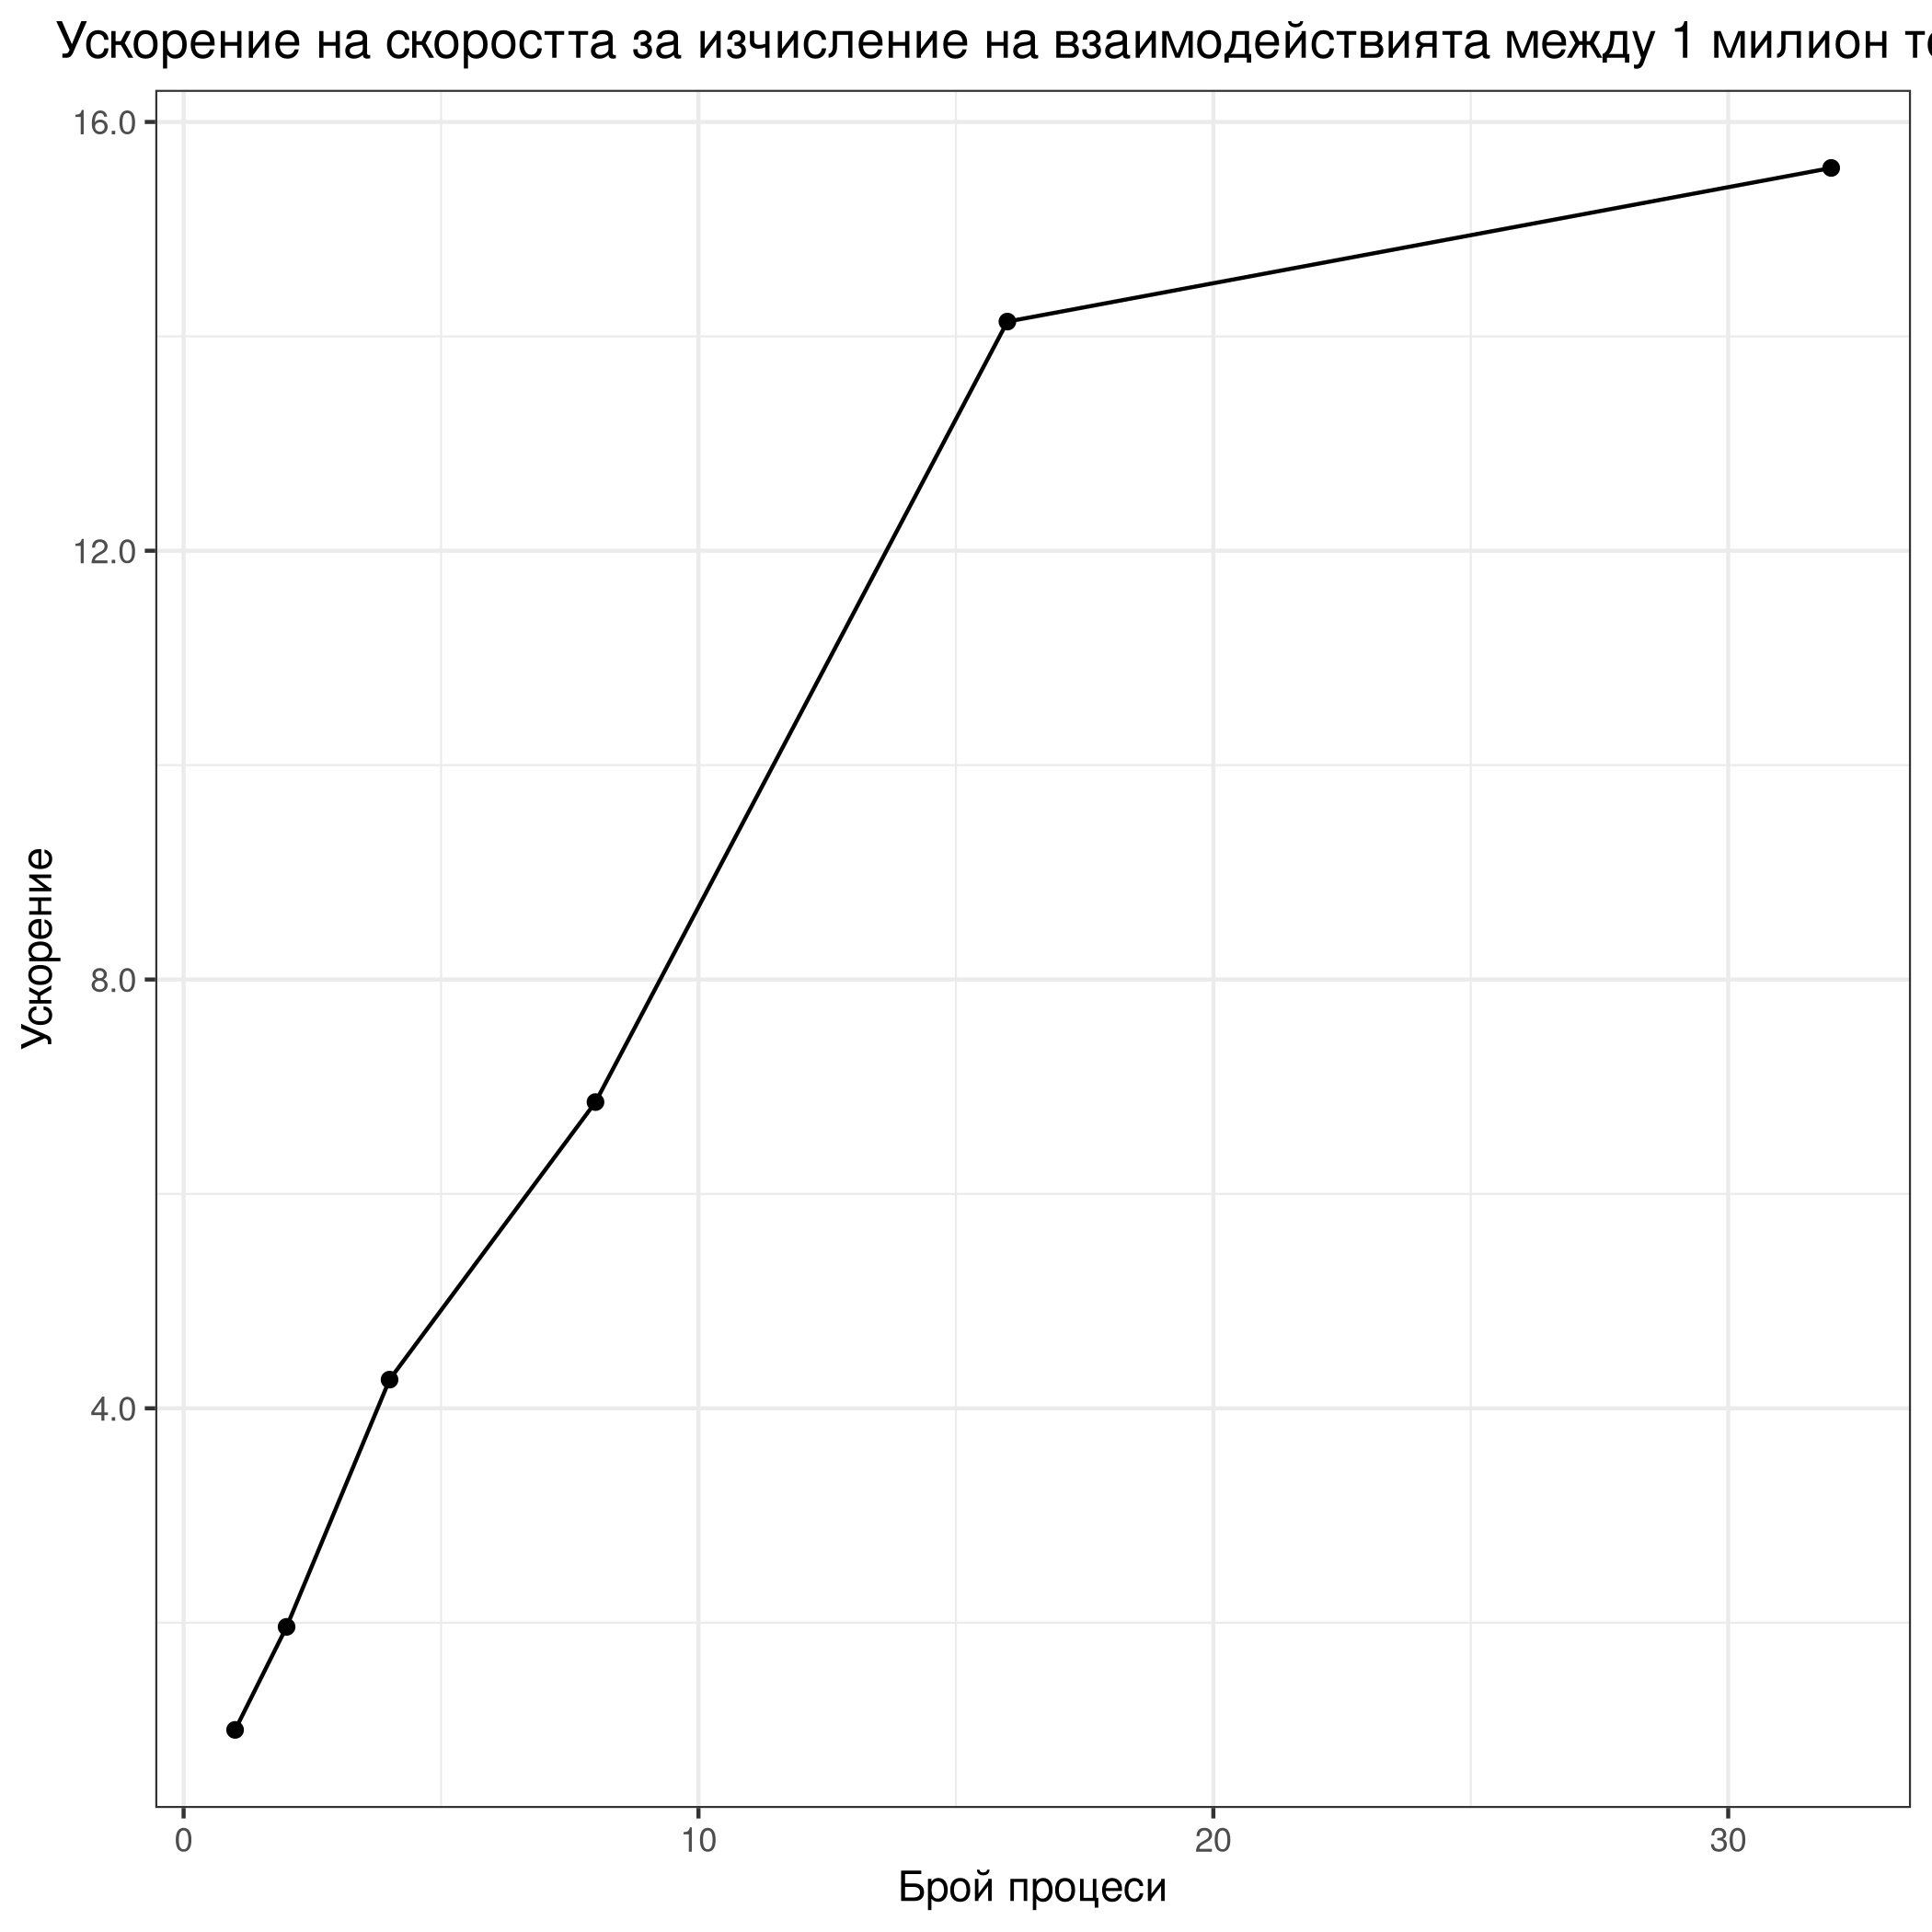 Ускорение на скоростта за изчисление на взаимодействията между 1 милион
16.0
12.0
8.0
4.0
Ускорение
0 10 20 30
Брой процеси